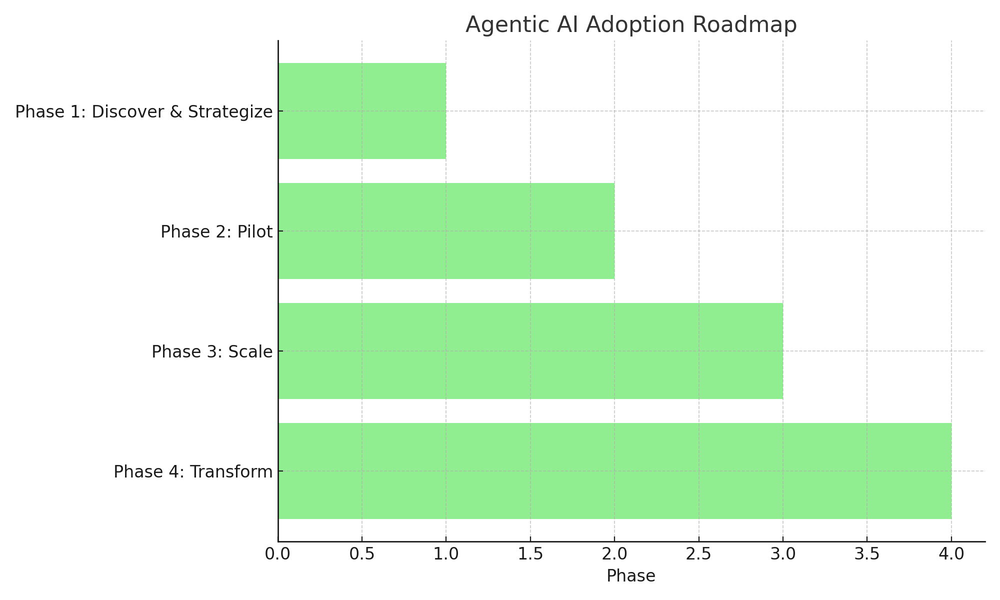 Agentic AI Adoption Roadmap
Phase 1: Discover & Strategize
Phase 2: Pilot
Phase 3: Scale
Phase 4: Transform
0.0 0.5 1.0 1.5 2.0 2.5 3.0 3.5 4.0
Phase